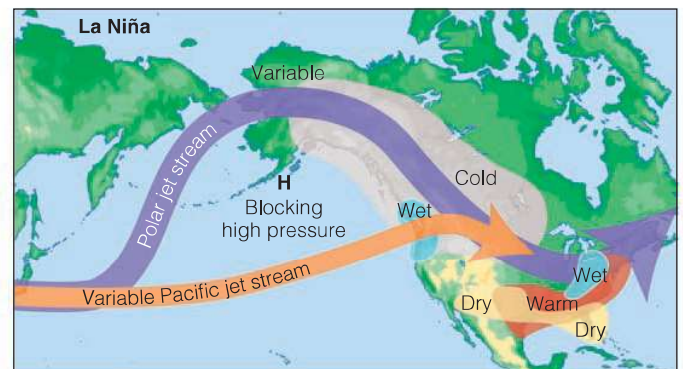 La Niña
Variable
Polar jet stream
H
Blocking
high pressure
Cold
Wet
Variable Pacific jet stream
Wet
Dry
Warm
Dry